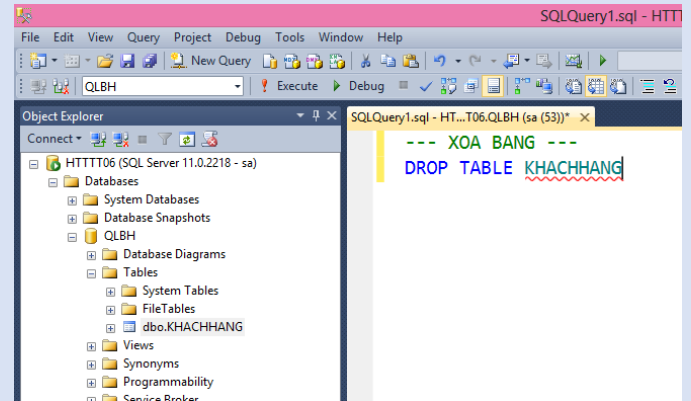 SQLQuery1.sql - HTT
File Edit View Query Project Debug Tools Window Help
New Query
QLBH Execute Debug
Object Explorer
SQLQuery1.sql - HT...T06.QLBH (sa (53))*
Connect
HTTTT06 (SQL Server 11.0.2218 - sa)
Databases
System Databases
Database Snapshots
QLBH
Database Diagrams
Tables
System Tables
FileTables
dbo.KHACHHANG
Views
Synonyms
Programmability
Service Broker
--- XOA BANG ---
DROP TABLE KHACHHANG